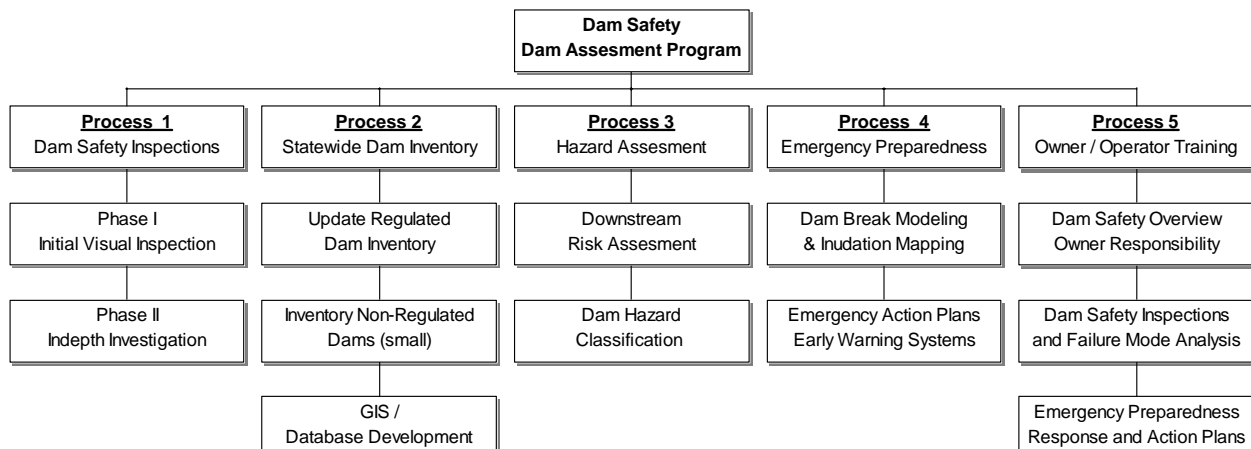 Dam Safety
Dam Assesment Program
Process 1
Dam Safety Inspections
Phase I
Initial Visual Inspection
Phase II
Indepth Investigation
Process 2
Statewide Dam Inventory
Update Regulated
Dam Inventory
Inventory Non-Regulated
Dams (small)
GIS /
Database Development
Process 3
Hazard Assesment
Downstream
Risk Assesment
Dam Hazard
Classification
Process 4
Emergency Preparedness
Dam Break Modeling
& Inudation Mapping
Emergency Action Plans
Early Warning Systems
Process 5
Owner / Operator Training
Dam Safety Overview
Owner Responsibility
Dam Safety Inspections
and Failure Mode Analysis
Emergency Preparedness
Response and Action Plans